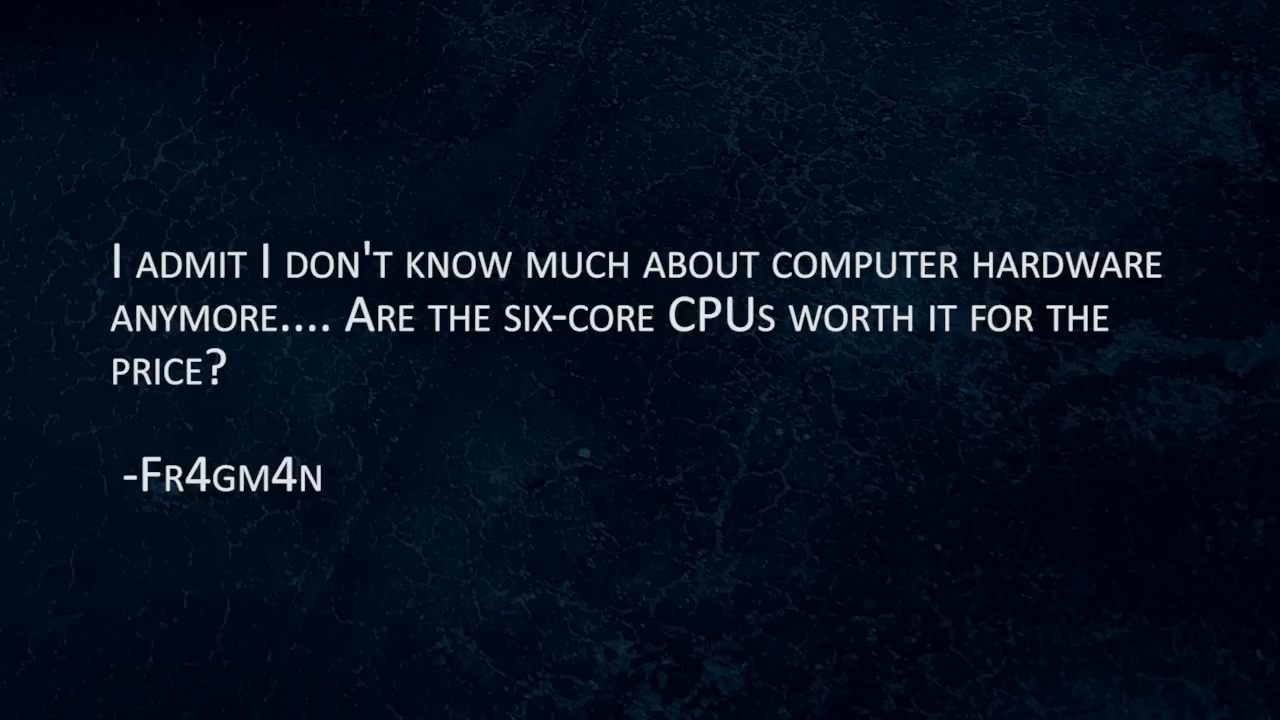 I admit I don't know much about computer hardware
anymore.... Are the six-core CPUs worth it for the
price?
-Fr4gm4n